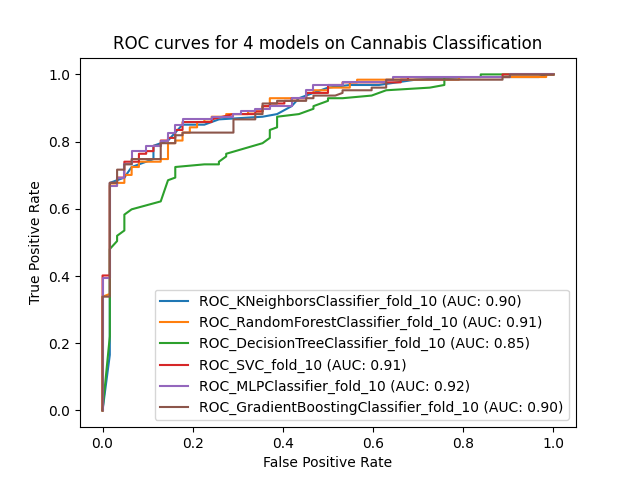 ROC curves for 4 models on Cannabis Classification
True Positive Rate
1.0
0.8
0.6
0.4
0.2
0.0
ROC_KNeighborsClassifier_fold_10 (AUC: 0.90)
ROC_RandomForestClassifier_fold_10 (AUC: 0.91)
ROC_DecisionTreeClassifier_fold_10 (AUC: 0.85)
ROC_SVC_fold_10 (AUC: 0.91)
ROC_MLPClassifier_fold_10 (AUC: 0.92)
ROC_GradientBoostingClassifier_fold_10 (AUC: 0.90)
0.0 0.2 0.4 0.6 0.8 1.0
False Positive Rate